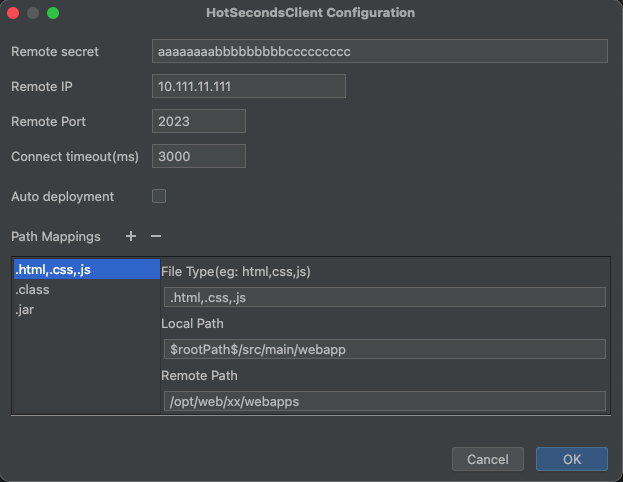 HotSecondsClient Configuration
Remote secret aaaaaaaabbbbbbbbbbccccccccc
Remote IP 10.111.11.111
Remote Port 2023
Connect timeout(ms) 3000
Auto deployment
Path Mappings + −
.html,.css,.js
.class
.jar
File Type(eg: html,css,js)
.html,.css,.js
Local Path
$rootPath$/src/main/webapp
Remote Path
/opt/web/xx/webapps
Cancel OK